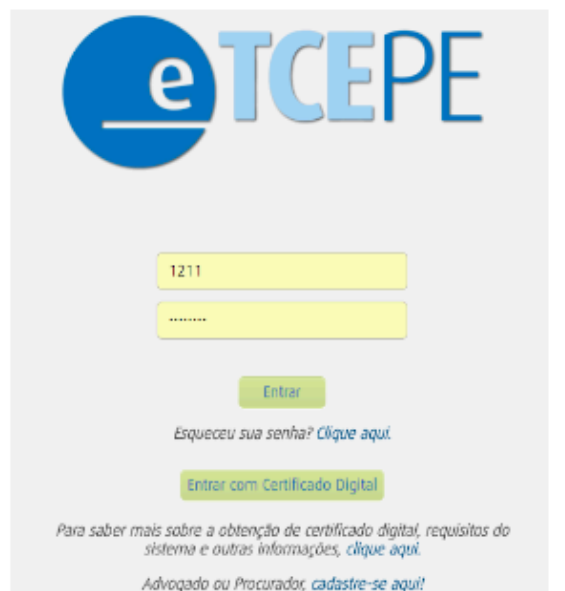 e TCEPE
1211
Entrar
Esqueceu sua senha? Clique aqui.
Entrar com Certificado Digital
Para saber mais sobre a obtenção de certificado digital, requisitos do
sistema e outras informações, clique aqui.
Advogado ou Procurador, cadastre-se aqui!